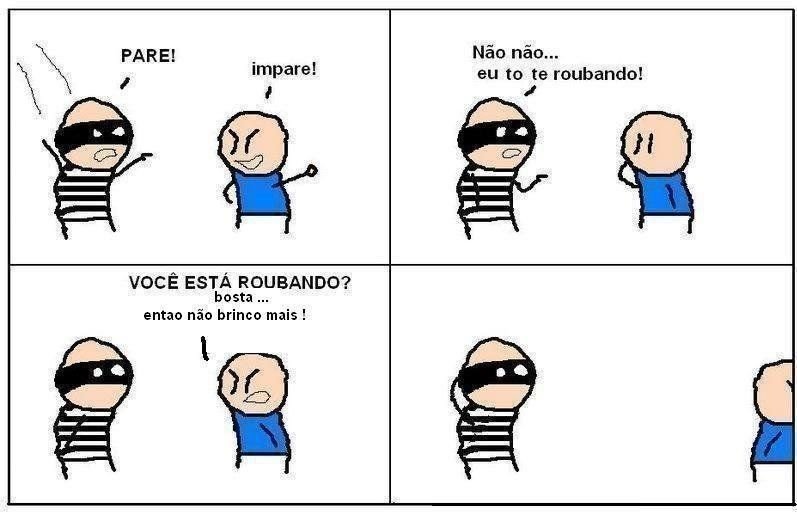 PARE!
impare!
Não não...
eu to te roubando!
VOCÊ ESTÁ ROUBANDO?
bosta ...
entao não brinco mais !